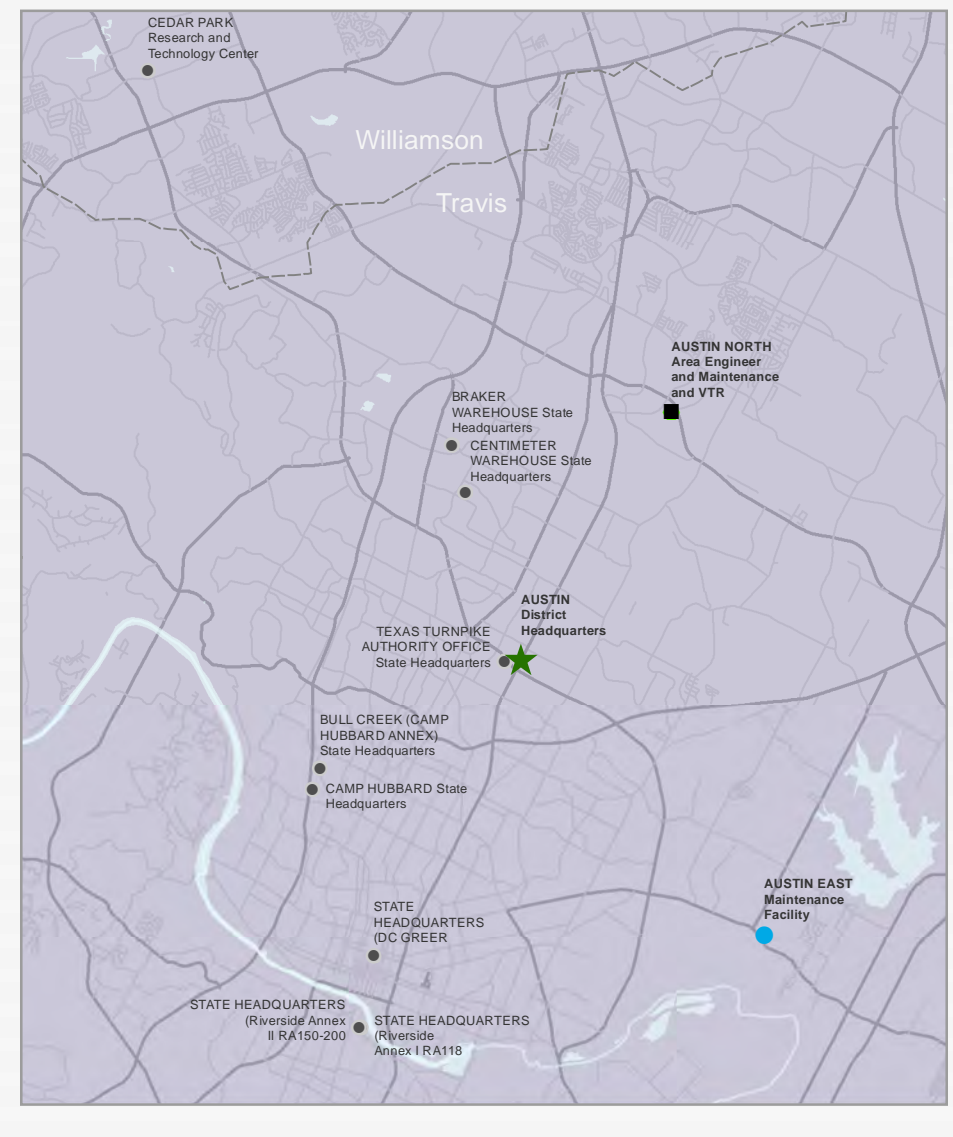 CEDAR PARK
Research and
Technology Center
Williamson
Travis
AUSTIN NORTH
Area Engineer
and Maintenance
and VTR
BRAKER
WAREHOUSE State
Headquarters
CENTIMETER
WAREHOUSE State
Headquarters
AUSTIN
District
Headquarters
TEXAS TURNPIKE
AUTHORITY OFFICE
State Headquarters
BULL CREEK (CAMP
HUBBARD ANNEX)
State Headquarters
CAMP HUBBARD State
Headquarters
AUSTIN EAST
Maintenance
Facility
STATE
HEADQUARTERS
(DC GREER
STATE HEADQUARTERS
(Riverside Annex
II RA150-200
STATE HEADQUARTERS
(Riverside
Annex I RA118